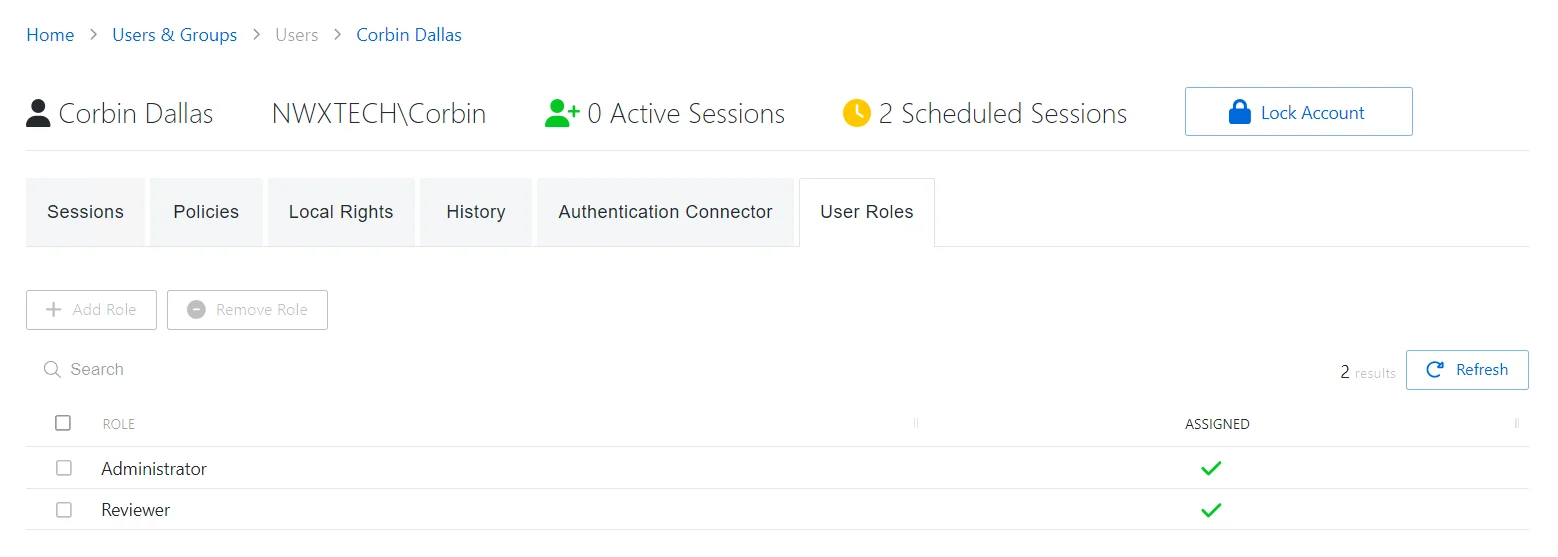 Home > Users & Groups > Users > Corbin Dallas
Corbin Dallas NWXTECH\Corbin 0 Active Sessions 2 Scheduled Sessions Lock Account
Sessions Policies Local Rights History Authentication Connector User Roles
Add Role Remove Role
Search 2 results Refresh
ROLE ASSIGNED
Administrator
Reviewer